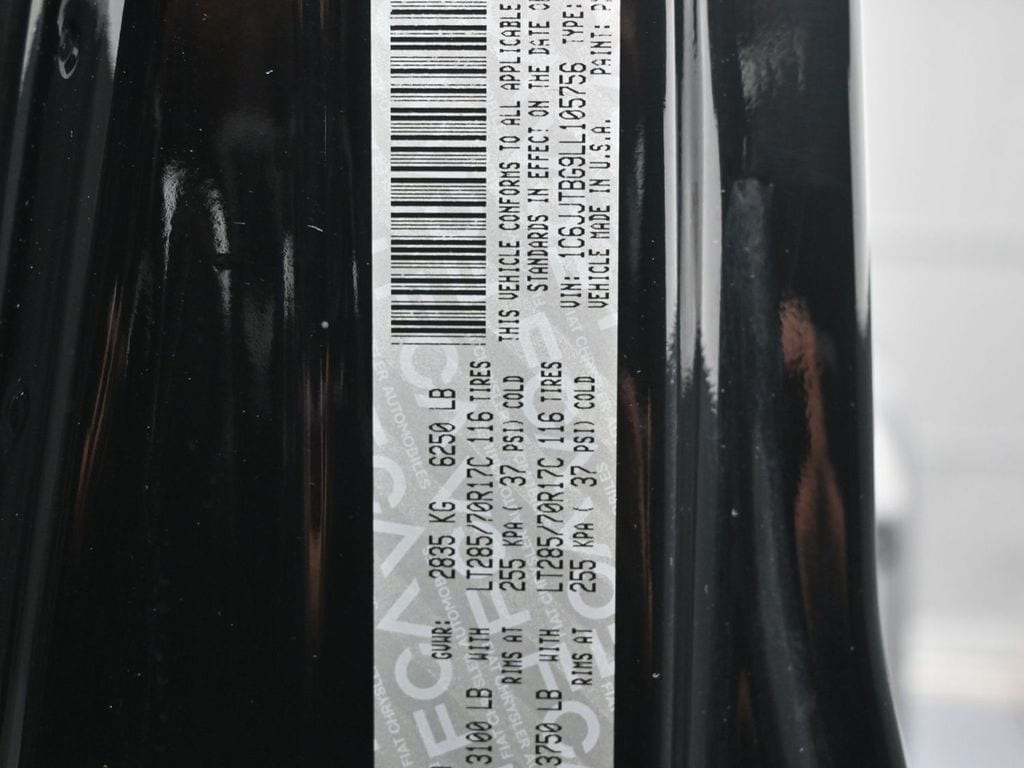 GVWR: 2835 KG 6250 LB
3100 LB WITH LT285/70R17C 116 TIRES
RIMS AT 255 KPA ( 37 PSI) COLD
3750 LB WITH LT285/70R17C 116 TIRES
RIMS AT 255 KPA ( 37 PSI) COLD
THIS VEHICLE CONFORMS TO ALL APPLICABLE
STANDARDS IN EFFECT ON THE DATE
VIN: 1C6JJTBG9LL105756 TYPE:
VEHICLE MADE IN U.S.A. PAINT: